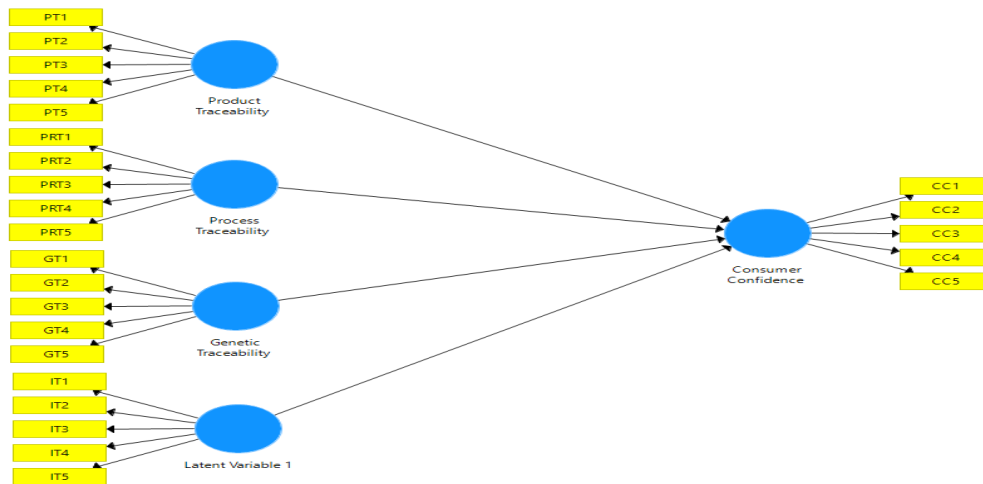 PT1
PT2
PT3
PT4
PT5
Product
Traceability
PRT1
PRT2
PRT3
PRT4
PRT5
Process
Traceability
GT1
GT2
GT3
GT4
GT5
Genetic
Traceability
IT1
IT2
IT3
IT4
IT5
Latent Variable 1
Consumer
Confidence
CC1
CC2
CC3
CC4
CC5